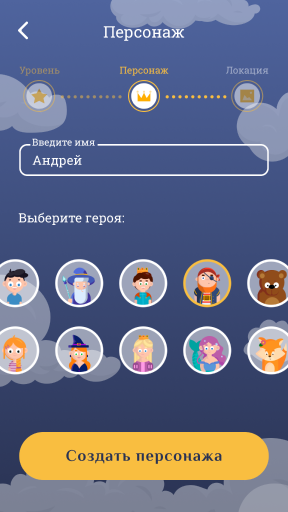 Персонаж
Уровень Персонаж Локация
Введите имя
Андрей
Выберите героя:
Создать персонажа